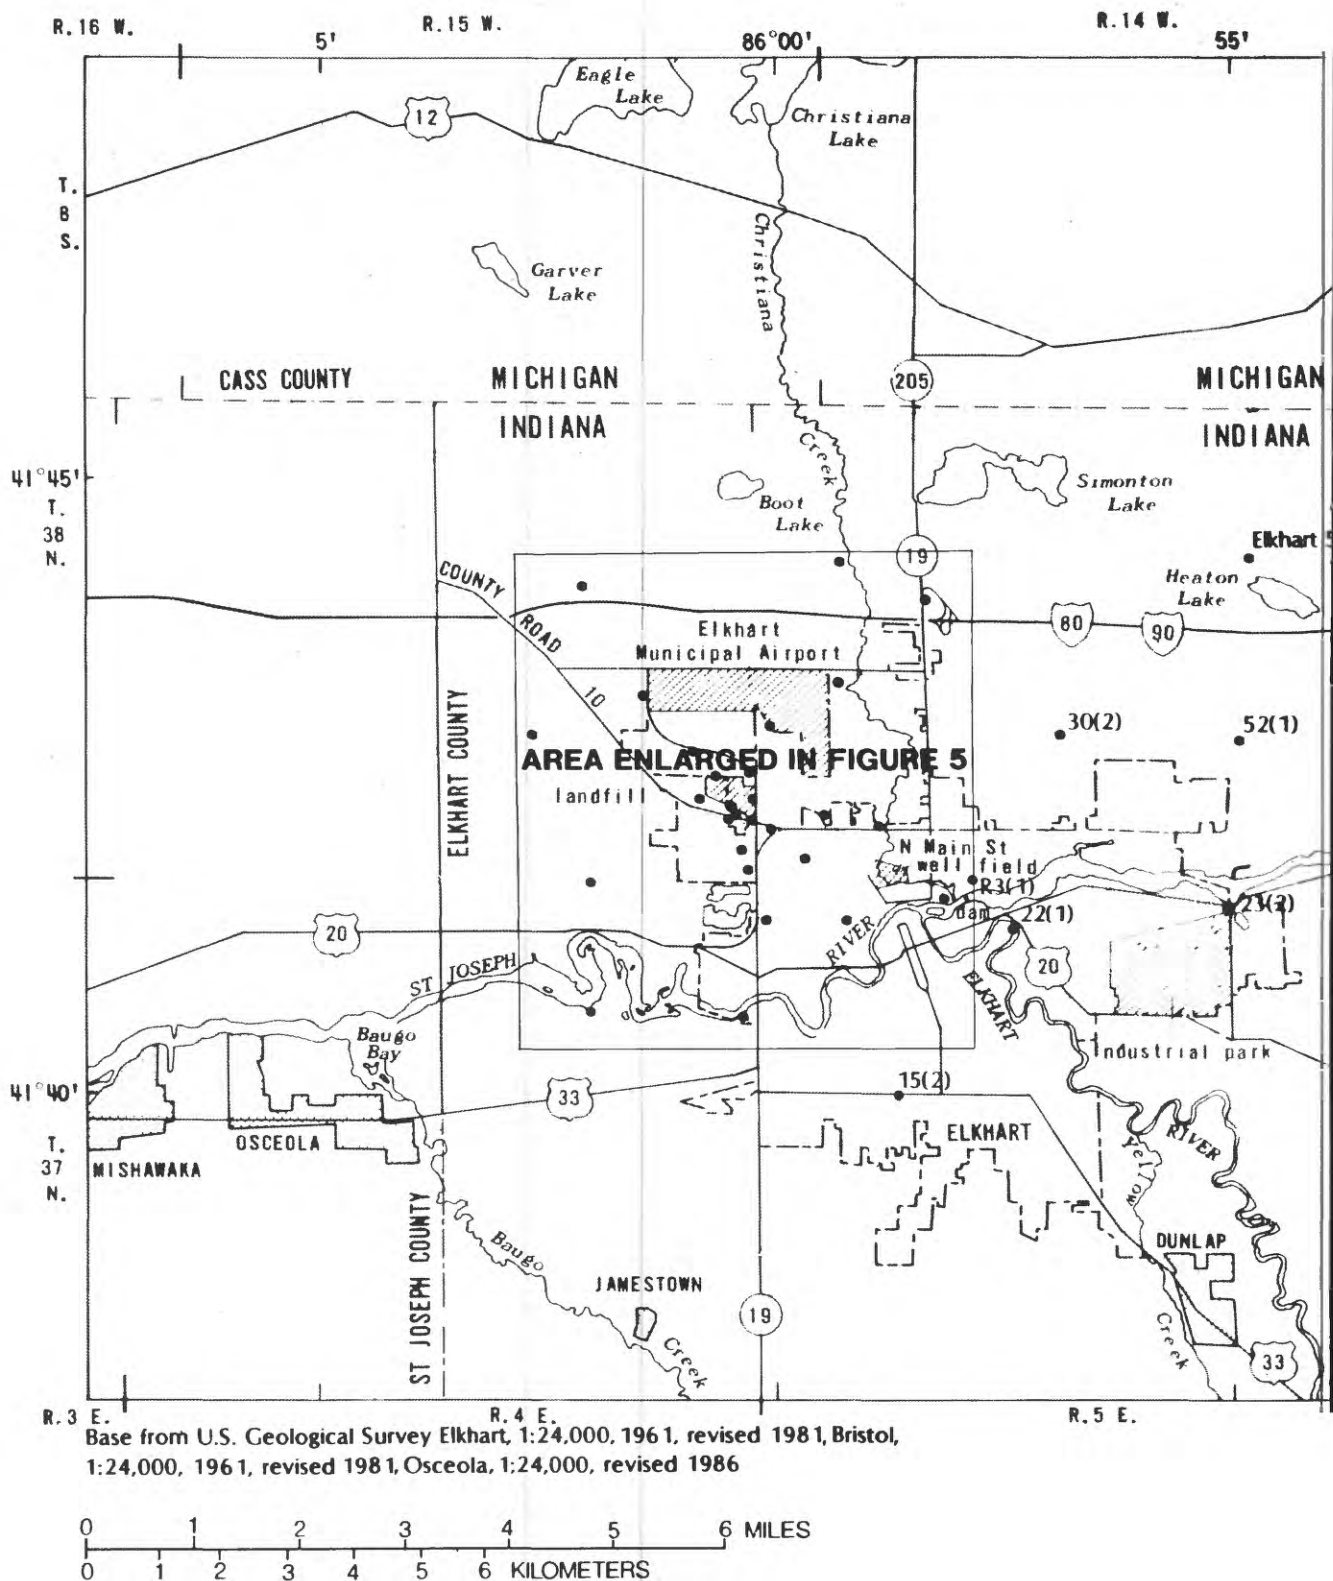 R.16 W.
R.15 W.
R.14 W.
5'
86°00'
55'
Eagle
Lake
Christiana
Lake
12
T.
8
S.
Christiana
Garver
Lake
CASS COUNTY
MICHIGAN
205
MICHIGAN
INDIANA
INDIANA
41°45'
T.
38
N.
Creek
Boot
Lake
Simonton
Lake
19
Elkhart 5
Heaton
Lake
COUNTY
ROAD
10
80
90
Elkhart
Municipal Airport
ELKHART COUNTY
30(2)
52(1)
AREA ENLARGED IN FIGURE 5
landfill
N Main St
well field
R3(1)
dam
22(1)
23(2)
20
20
ST JOSEPH
RIVER
ELKHART
RIVER
Baugo
Bay
Industrial park
41°40'
T.
37
N.
33
15(2)
MISHAWAKA
OSCEOLA
ELKHART
Yellow
Creek
DUNLAP
ST JOSEPH COUNTY
Baugo
Creek
JAMESTOWN
19
33
R.3 E.
R.4 E.
R.5 E.
Base from U.S. Geological Survey Elkhart, 1:24,000, 1961, revised 1981, Bristol,
1:24,000, 1961, revised 1981, Osceola, 1:24,000, revised 1986
0 1 2 3 4 5 6 MILES
0 1 2 3 4 5 6 KILOMETERS